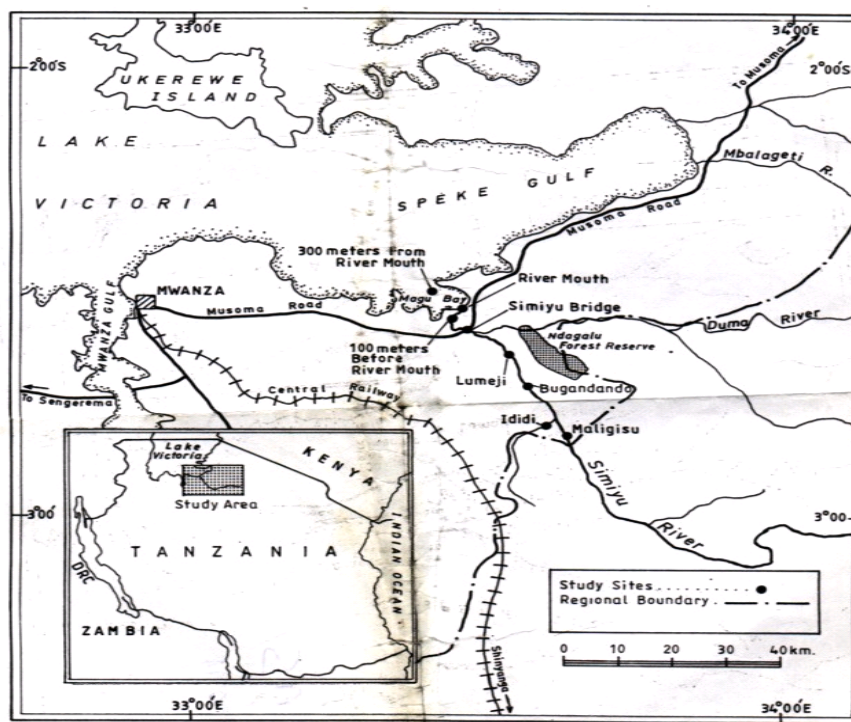 33°00'E
34°00'E
2°00'S
2°00'S
To Musoma
UKEREWE
ISLAND
LAKE
VICTORIA
SPEKE GULF
Mbalageti
R.
Musoma Road
300 meters From
River Mouth
MWANZA
Magu Bay
River Mouth
Musoma Road
Simiyu Bridge
MWANZA GULF
Duma River
Ndagalu
Forest Reserve
100 meters
Before
River Mouth
Lumeji
Bugandando
Central Railway
To Sengerema
Ididi
Maligisu
Simiyu
River
Lake
Victoria
KENYA
Study Area
TANZANIA
INDIAN OCEAN
DRC
ZAMBIA
3°00'
3°00'
Study Sites
Regional Boundary
0 10 20 30 40 km.
Shinyanga
33°00'E
34°00'E